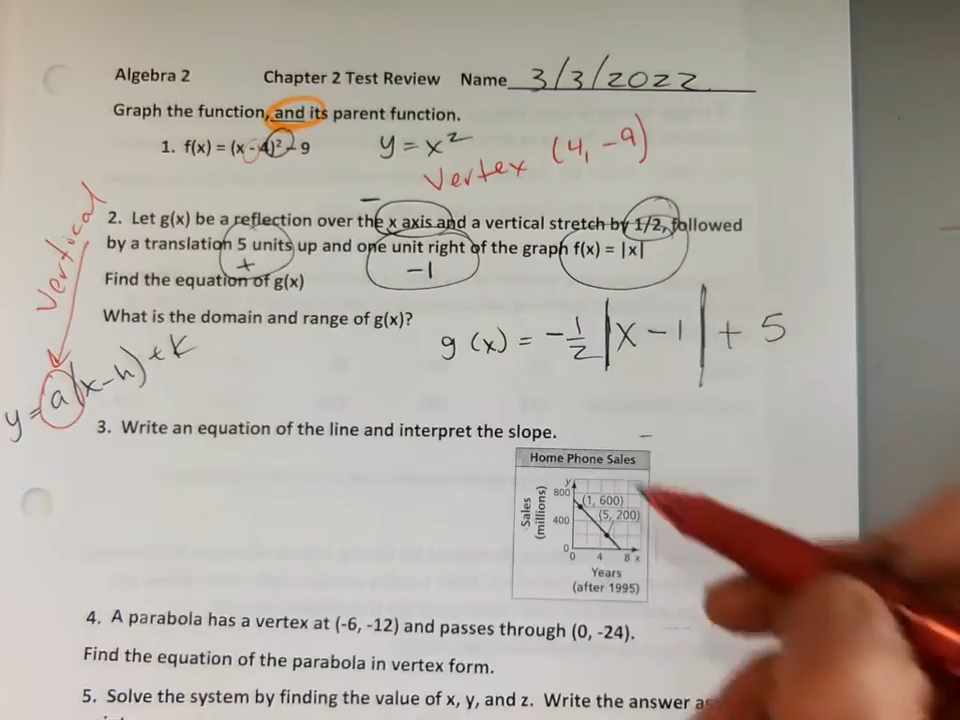 Algebra 2 Chapter 2 Test Review Name 3/3/2022
Graph the function, and its parent function.
1. f(x) = (x - 4)² - 9 y = x²
Vertex (4, -9)
Vertical
2. Let g(x) be a reflection over the x axis and a vertical stretch by 1/2, followed
by a translation 5 units up and one unit right of the graph f(x) = |x|
+ -1
Find the equation of g(x)
What is the domain and range of g(x)?
g(x) = -1/2 |x - 1| + 5
y = a(x-h) + k
3. Write an equation of the line and interpret the slope.
Home Phone Sales
Sales
(millions)
y
800
400
0
(1, 600)
(5, 200)
0 4 8 x
Years
(after 1995)
4. A parabola has a vertex at (-6, -12) and passes through (0, -24).
Find the equation of the parabola in vertex form.
5. Solve the system by finding the value of x, y, and z. Write the answer as